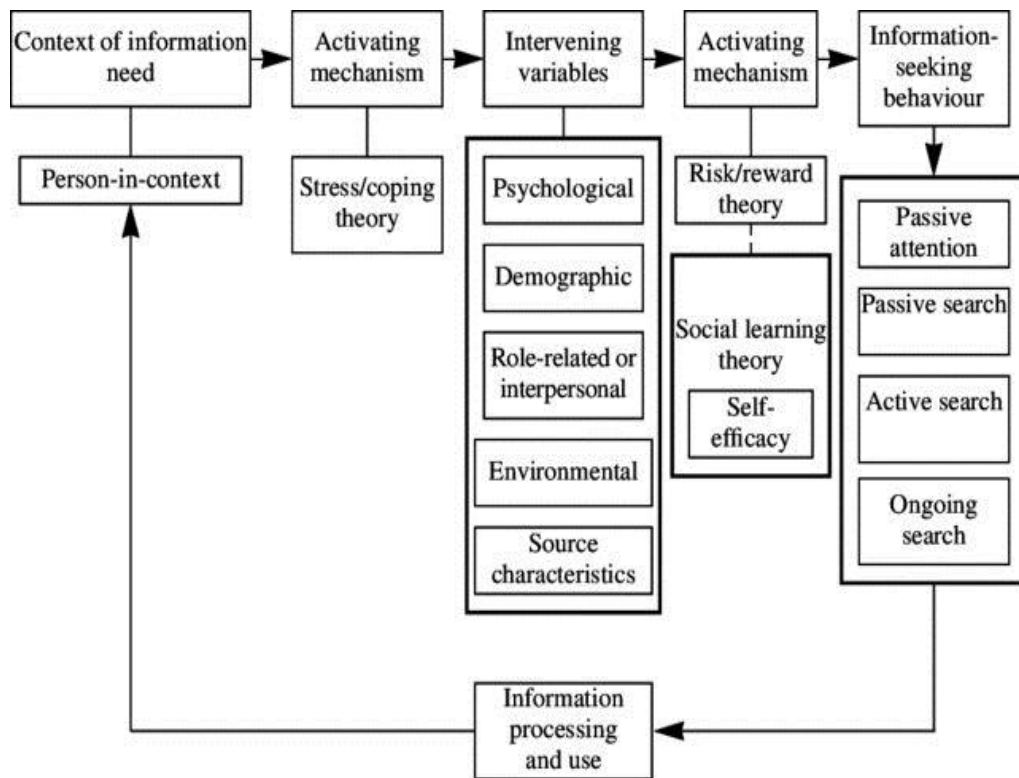 Context of information
need
Activating
mechanism
Intervening
variables
Activating
mechanism
Information-
seeking
behaviour
Person-in-context
Stress/coping
theory
Psychological
Demographic
Role-related or
interpersonal
Environmental
Source
characteristics
Risk/reward
theory
Social learning
theory
Self-
efficacy
Passive
attention
Passive search
Active search
Ongoing
search
Information
processing
and use